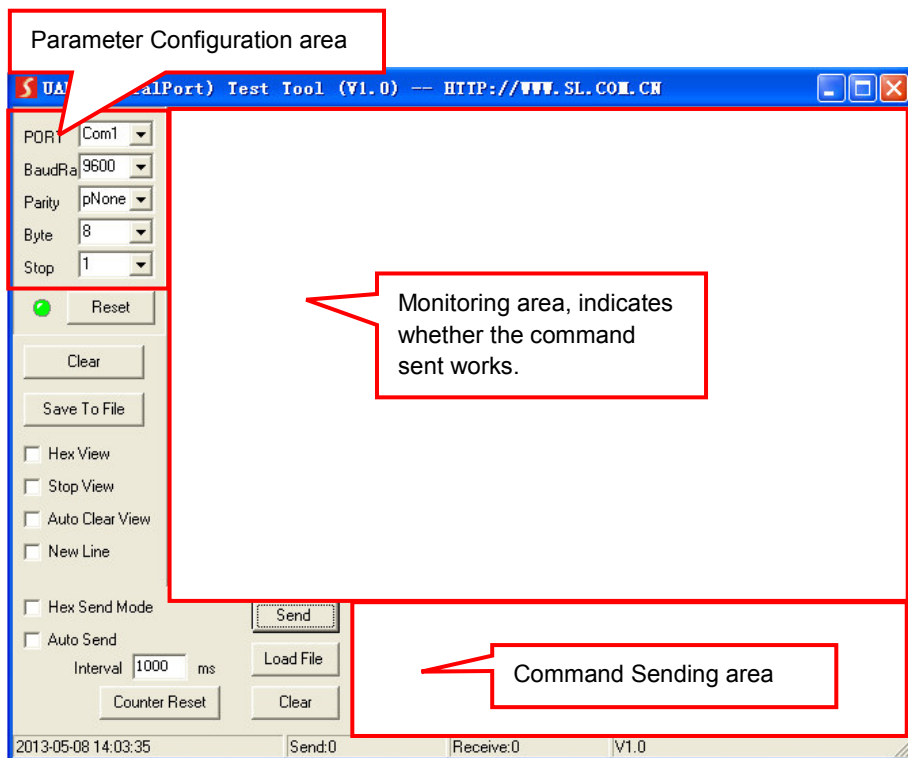 Parameter Configuration area
UA alPort) Test Tool (V1.0) -- HTTP://WWW.SL.COM.CN
PORT Com1
BaudRa 9600
Parity pNone
Byte 8
Stop 1
Reset
Monitoring area, indicates
whether the command
sent works.
Clear
Save To File
Hex View
Stop View
Auto Clear View
New Line
Hex Send Mode
Send
Auto Send
Interval 1000 ms
Load File
Command Sending area
Counter Reset
Clear
2013-05-08 14:03:35 Send:0 Receive:0 V1.0